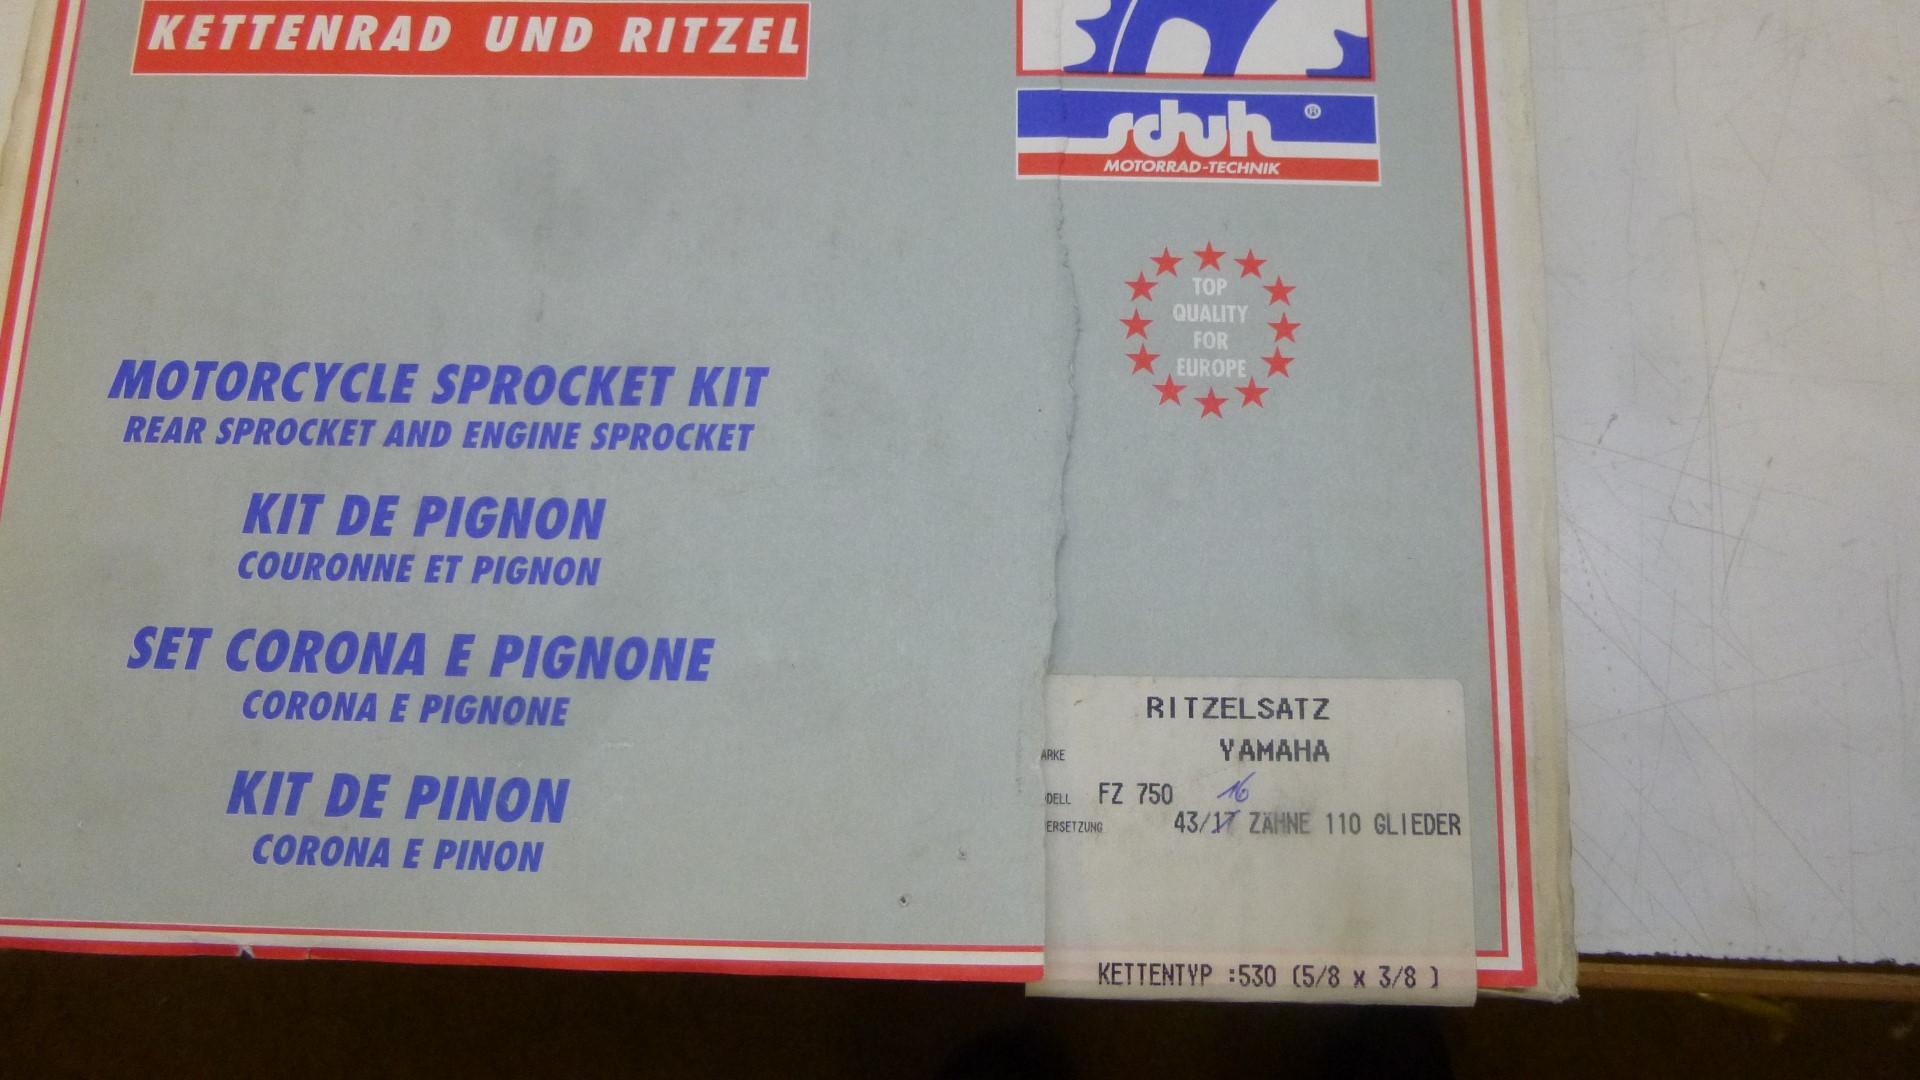 KETTENRAD UND RITZEL
schuh ®
MOTORRAD-TECHNIK
TOP
QUALITY
FOR
EUROPE
MOTORCYCLE SPROCKET KIT
REAR SPROCKET AND ENGINE SPROCKET
KIT DE PIGNON
COURONNE ET PIGNON
SET CORONA E PIGNONE
CORONA E PIGNONE
KIT DE PINON
CORONA E PINON
RITZELSATZ
ARKE YAMAHA
DELL FZ 750 16
ERSETZUNG 43/17 ZÄHNE 110 GLIEDER
KETTENTYP :530 (5/8 x 3/8 )